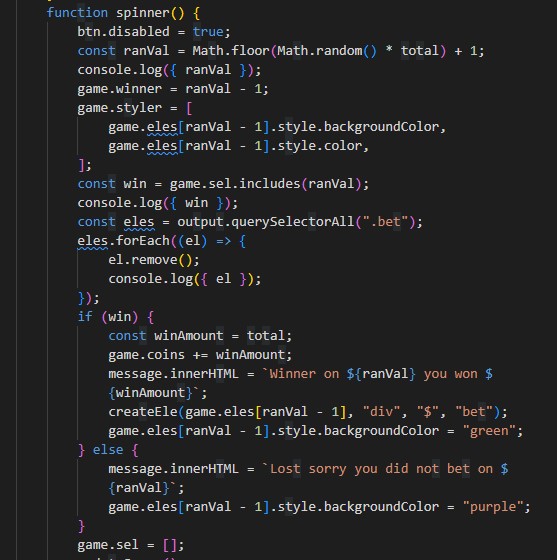 function spinner() {
btn.disabled = true;
const ranVal = Math.floor(Math.random() * total) + 1;
console.log({ ranVal });
game.winner = ranVal - 1;
game.styler = [
game.eles[ranVal - 1].style.backgroundColor,
game.eles[ranVal - 1].style.color,
];
const win = game.sel.includes(ranVal);
console.log({ win });
const eles = output.querySelectorAll(".bet");
eles.forEach((el) => {
el.remove();
console.log({ el });
});
if (win) {
const winAmount = total;
game.coins += winAmount;
message.innerHTML = `Winner on ${ranVal} you won $
{winAmount}`;
createEle(game.eles[ranVal - 1], "div", "$", "bet");
game.eles[ranVal - 1].style.backgroundColor = "green";
} else {
message.innerHTML = `Lost sorry you did not bet on $
{ranVal}`;
game.eles[ranVal - 1].style.backgroundColor = "purple";
}
game.sel = [];